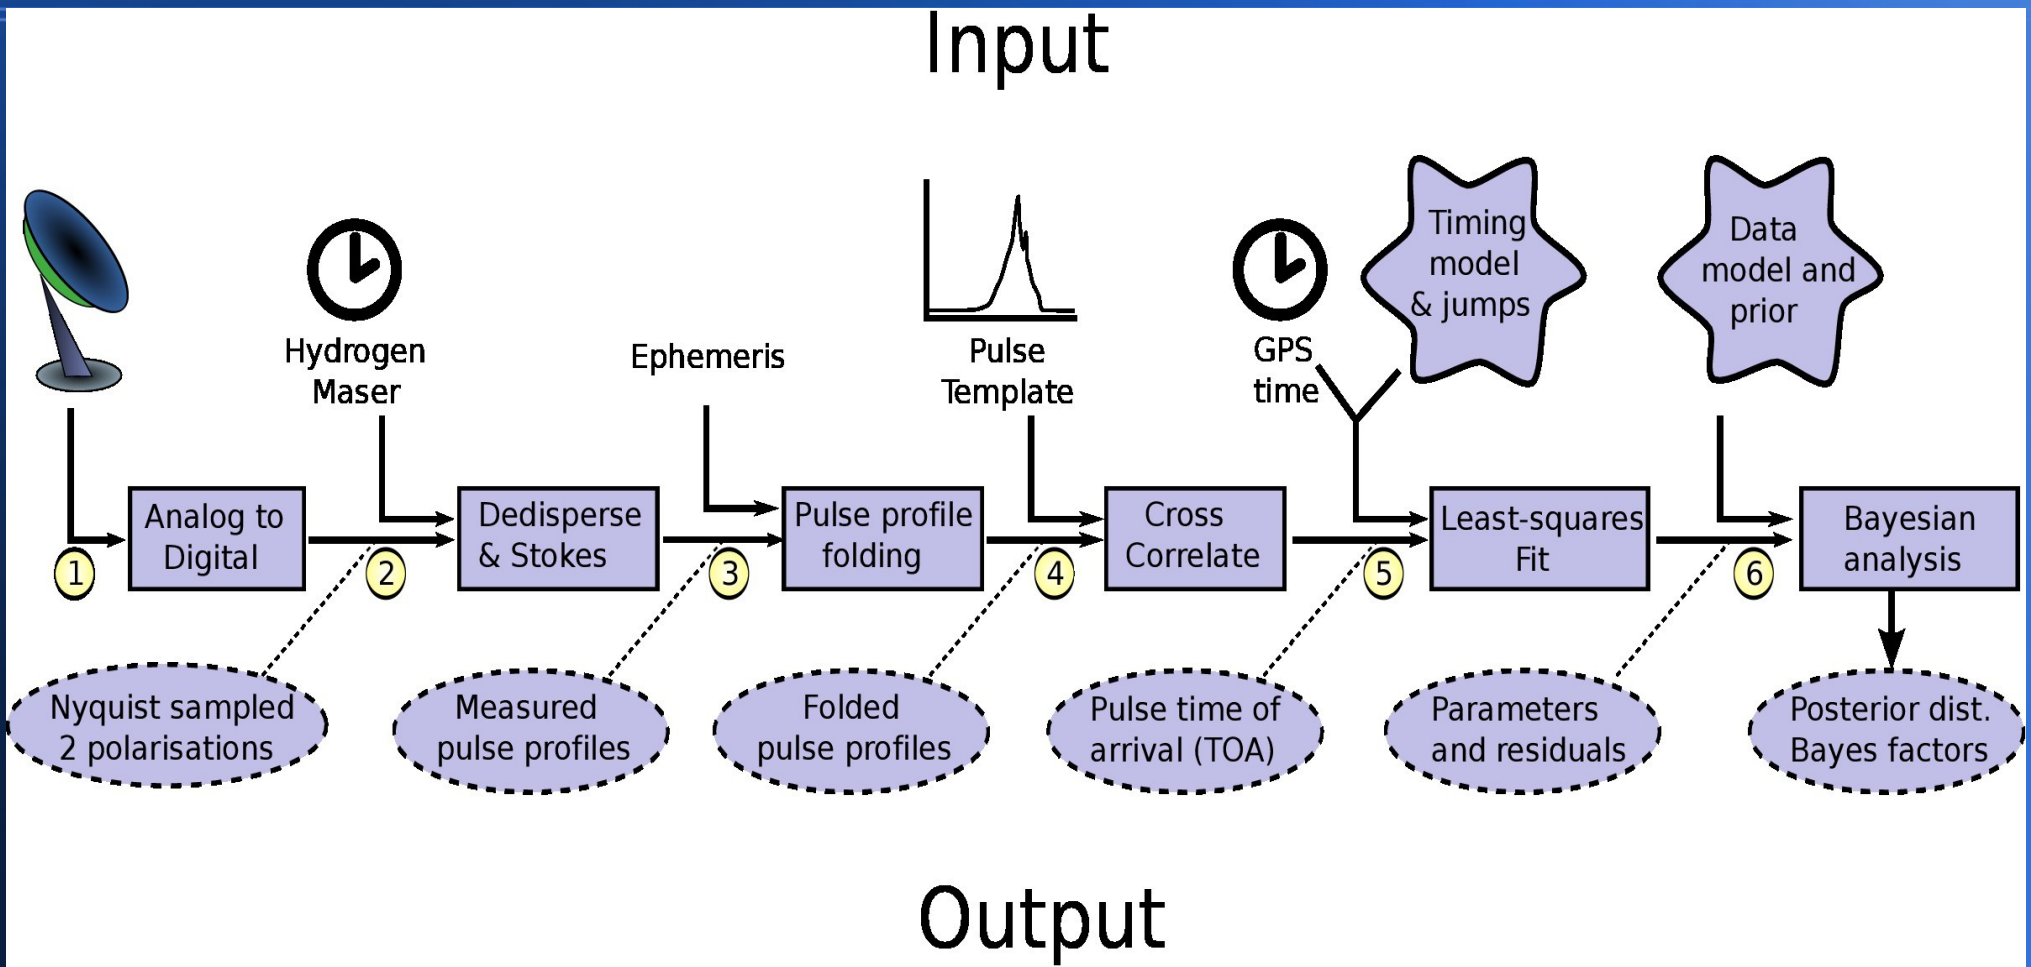 Input
Hydrogen
Maser
Ephemeris
Pulse
Template
GPS
time
Timing
model
& jumps
Data
model and
prior
1
Analog to
Digital
2
Dedisperse
& Stokes
3
Pulse profile
folding
4
Cross
Correlate
5
Least-squares
Fit
6
Bayesian
analysis
Nyquist sampled
2 polarisations
Measured
pulse profiles
Folded
pulse profiles
Pulse time of
arrival (TOA)
Parameters
and residuals
Posterior dist.
Bayes factors
Output